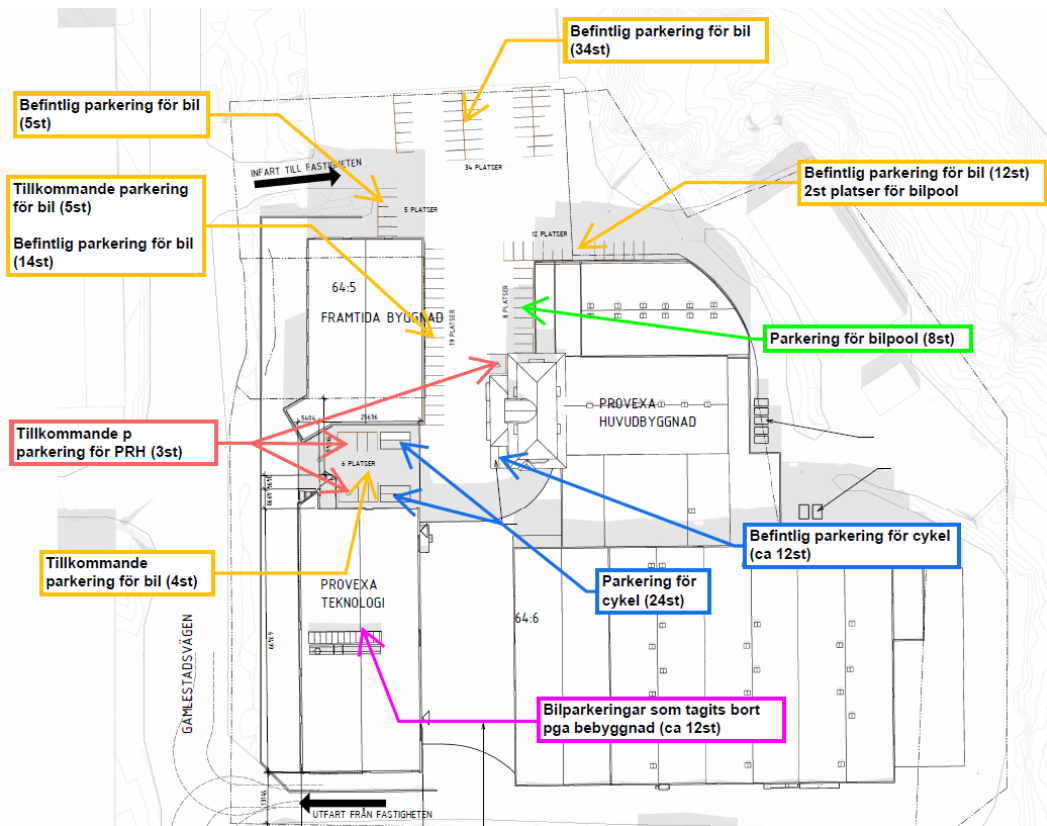 Befintlig parkering för bil
(34st)
Befintlig parkering för bil
(5st)
34 PLATSER
INFART TILL FASTIGHETEN
Befintlig parkering för bil (12st)
2st platser för bilpool
Tillkommande parkering
för bil (5st)
Befintlig parkering för bil
(14st)
5 PLATSER
12 PLATSER
64:5
FRAMTIDA BYGGNAD
19 PLATSER
8 PLATSER
Parkering för bilpool (8st)
PROVEXA
HUVUDBYGGNAD
5404
25636
Tillkommande p
parkering för PRH (3st)
6 PLATSER
Befintlig parkering för cykel
(ca 12st)
Tillkommande
parkering för bil (4st)
Parkering för
cykel (24st)
PROVEXA
TEKNOLOGI
64:6
GAMLESTADSVÄGEN
Bilparkeringar som tagits bort
pga bebyggnad (ca 12st)
UTFART FRÅN FASTIGHETEN